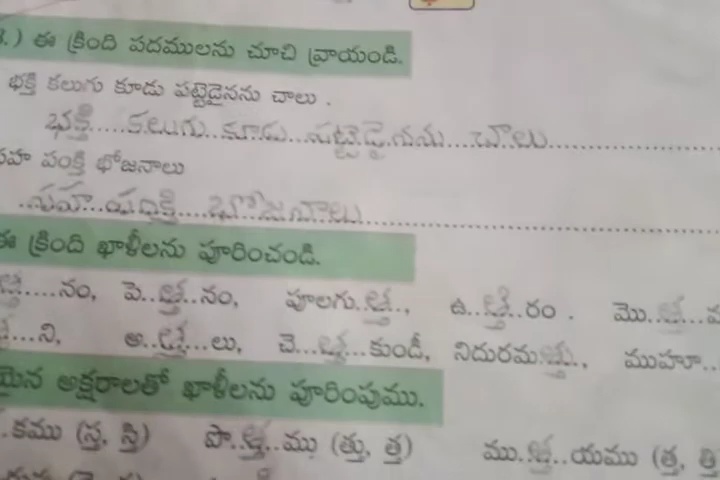 .) ఈ క్రింది పదములను చూచి వ్రాయండి.
భక్తి కలుగు కూడు పట్టెడైనను చాలు .
భక్తి.....కలుగు..కూడు...పట్టెడైనను...చాలు
సహ పంక్తి భోజనాలు
..సహ..పంక్తి....భోజనాలు
ఈ క్రింది ఖాళీలను పూరించండి.
.....నం, పె..త్త..నం, పూలగు..త్తి.., ఉ..త్త..రం . మొ..
...ని, అ..త్త...లు, చె...త్త...కుండీ, నిదురమ..త్తు.., ముహూ..
యైన అక్షరాలతో ఖాళీలను పూరింపుము.
.కము (స్త, స్తి) పొ..త్త..ము (త్తు, త్త) ము..త్త..యము (త్త, త్తి